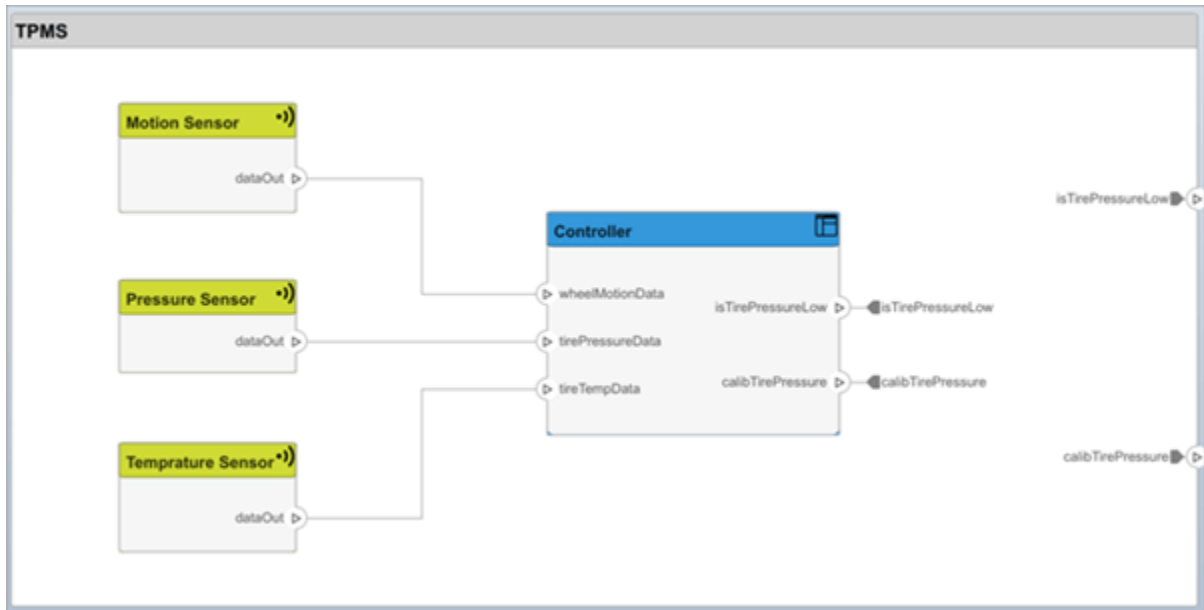 TPMS
Motion Sensor
dataOut
isTirePressureLow
Controller
Pressure Sensor
wheelMotionData
isTirePressureLow
isTirePressureLow
dataOut
tirePressureData
calibTirePressure
calibTirePressure
tireTempData
Temprature Sensor
calibTirePressure
dataOut